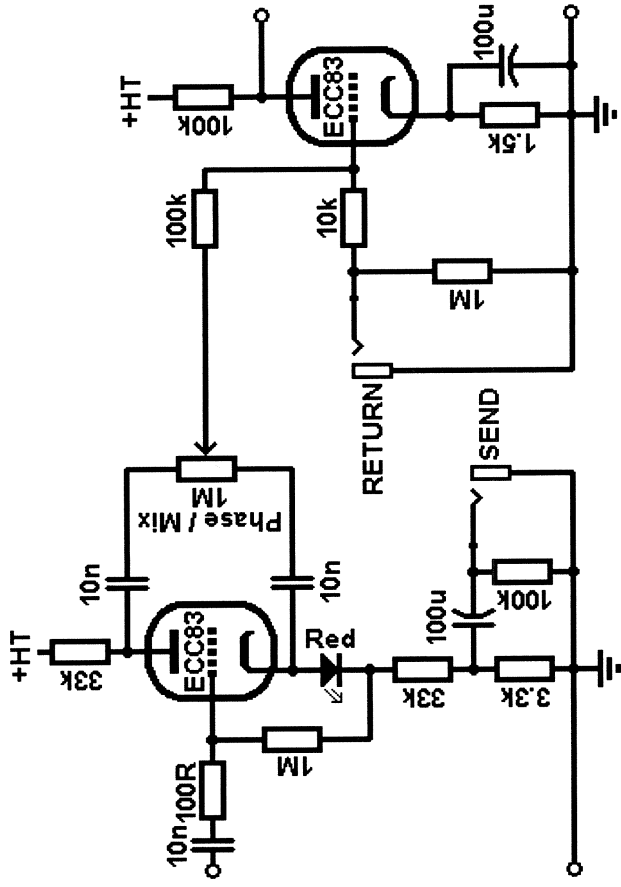 +HT
100k
ECC83
100u
1.5k
100k
10k
1M
RETURN
SEND
1M
Phase / Mix
10n
10n
+HT
33k
ECC83
Red
100u
100k
33k
3.3k
1M
100R
10n